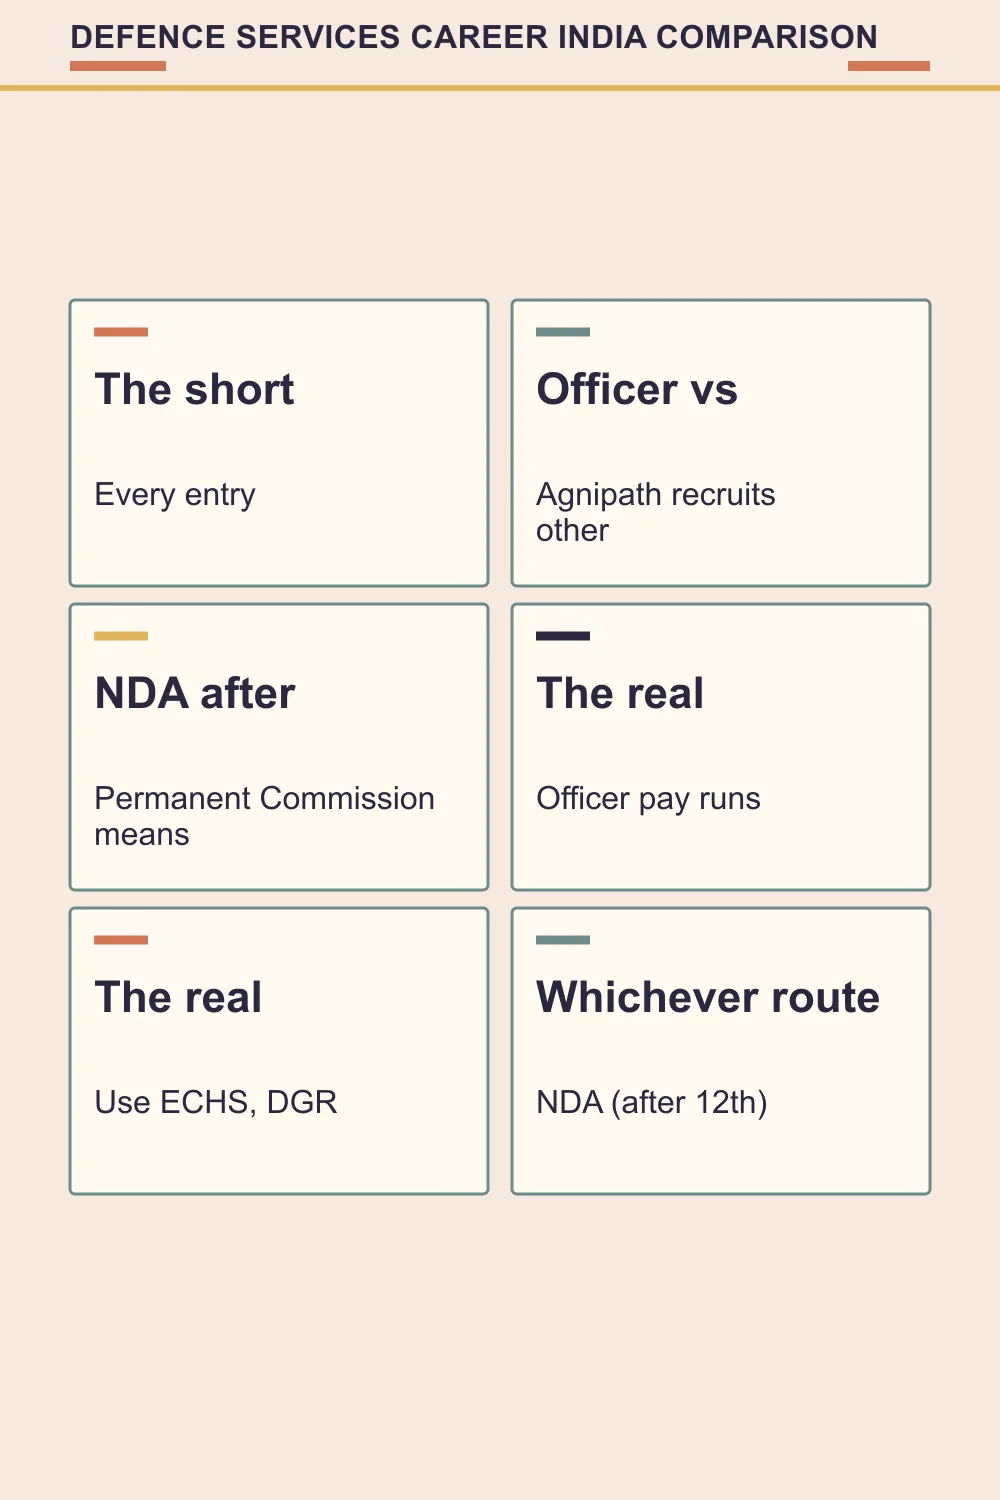 DEFENCE SERVICES CAREER INDIA COMPARISON
The short
Every entry
Officer vs
Agnipath recruits
other
NDA after
Permanent Commission
means
The real
Officer pay runs
The real
Use ECHS, DGR
Whichever route
NDA (after 12th)